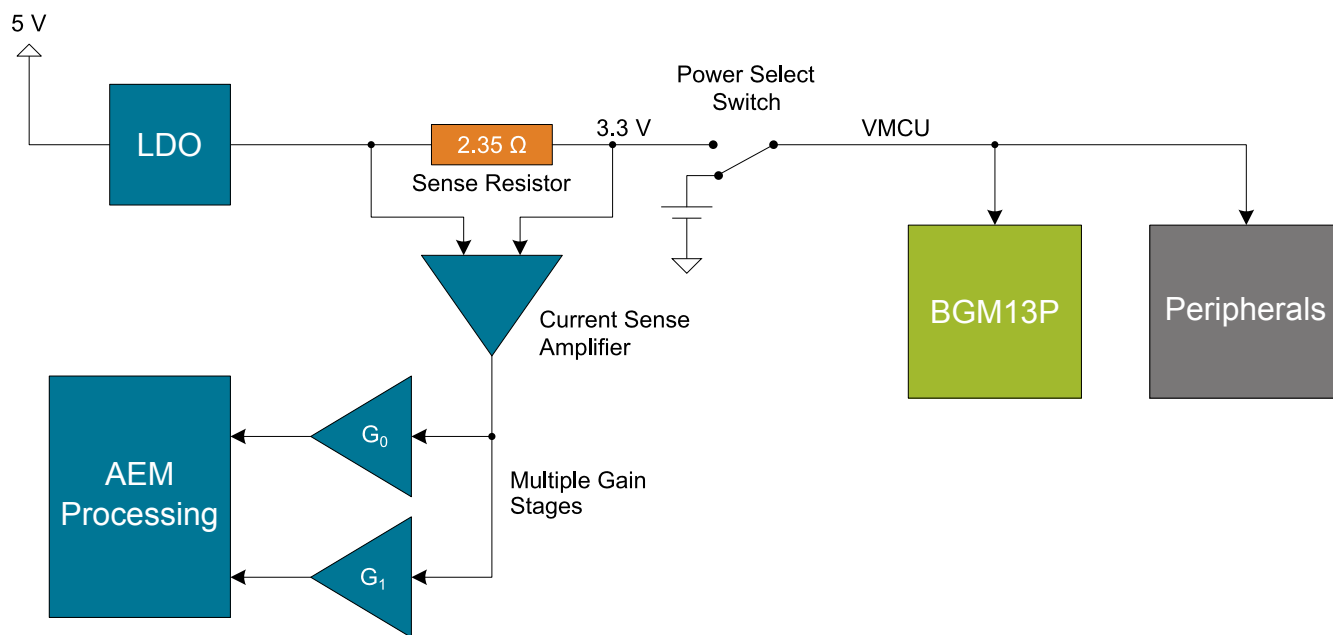 5 V
LDO
2.35 Ω
Sense Resistor
3.3 V
Power Select
Switch
VMCU
BGM13P
Peripherals
Current Sense
Amplifier
AEM
Processing
G₀
G₁
Multiple Gain
Stages